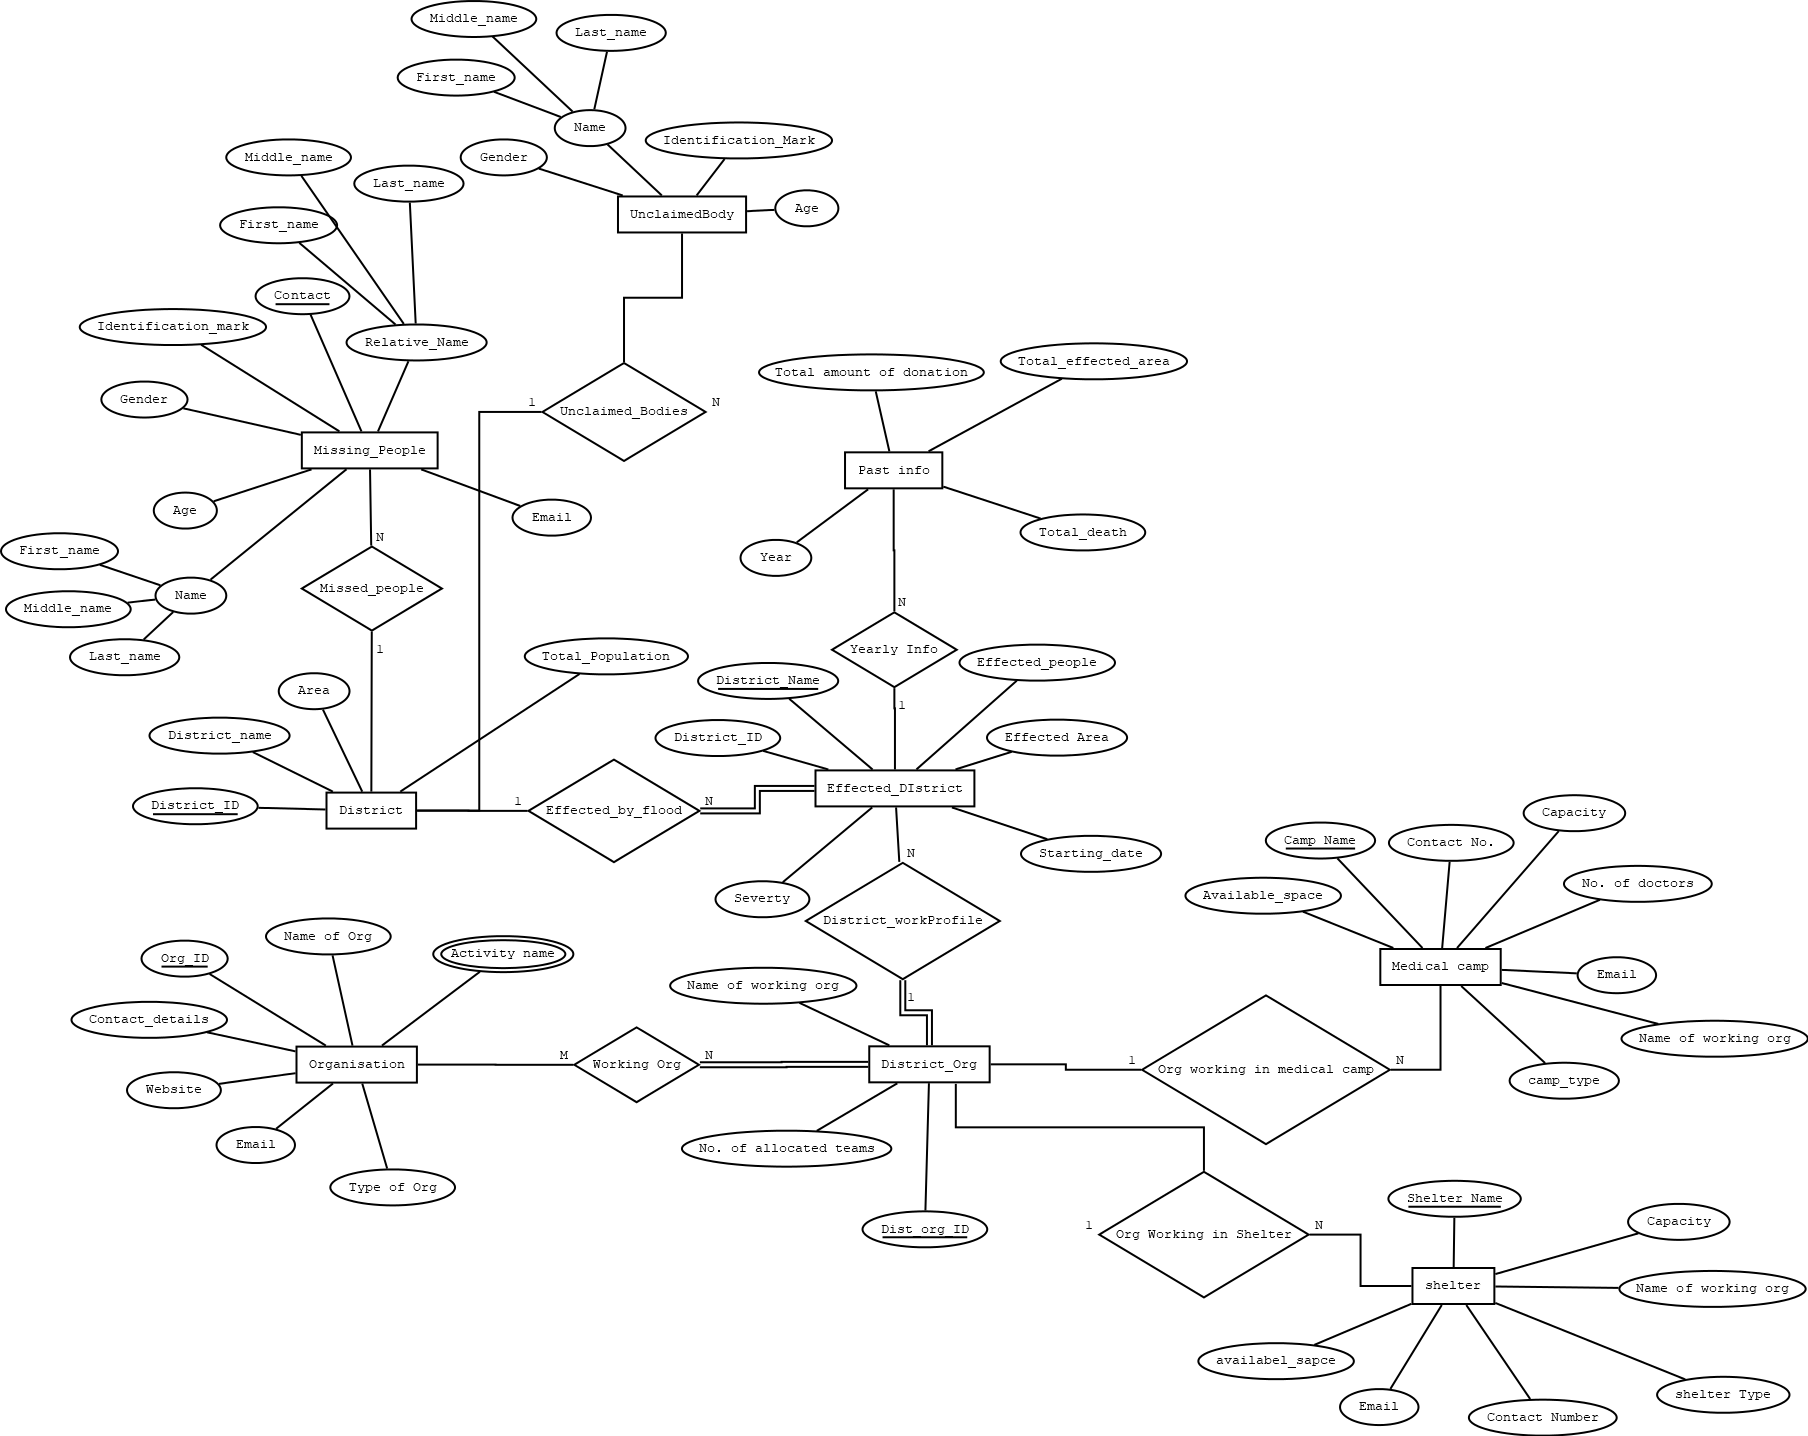 Middle_name
Last_name
First_name
Name
Identification_Mark
Gender
Age
UnclaimedBody
Middle_name
Last_name
First_name
Contact
Identification_mark
Relative_Name
Gender
Missing_People
Age
Email
First_name
Name
Middle_name
Last_name
N
Missed_people
1
1
Unclaimed_Bodies
N
Total amount of donation
Total_effected_area
Past info
Year
Total_death
N
Yearly Info
1
Total_Population
Area
District_name
District_ID
District
1
Effected_by_flood
N
District_Name
Effected_people
District_ID
Effected Area
Effected_DIstrict
Severty
Starting_date
N
District_workProfile
1
Camp Name
Contact No.
Capacity
Available_space
No. of doctors
Medical camp
Email
Name of working org
camp_type
Name of Org
Activity name
Org_ID
Contact_details
Organisation
Website
Email
Type of Org
M
Working Org
N
Name of working org
District_Org
No. of allocated teams
Dist_org_ID
1
Org working in medical camp
N
1
Org Working in Shelter
N
Shelter Name
Capacity
shelter
Name of working org
availabel_sapce
Email
Contact Number
shelter Type